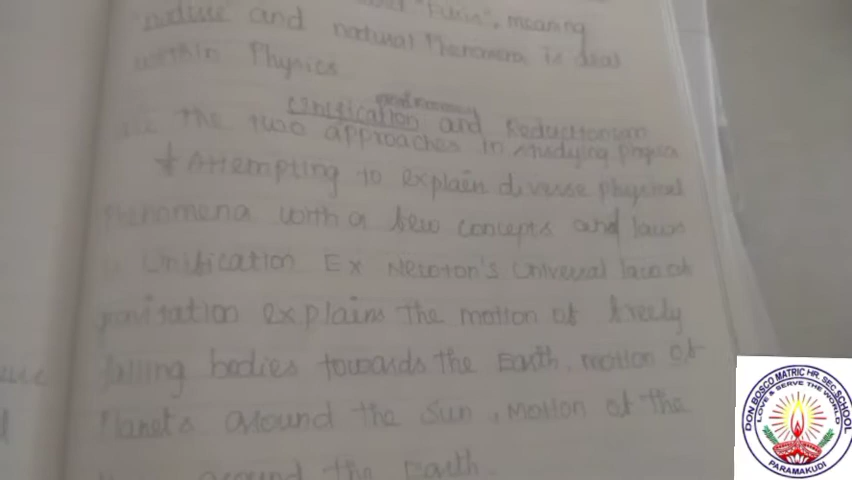 meaning
nature and natural Phenomena is deal
within Physics
Unification and Reductionism
are The two approaches in studying physics
* Attempting to explain diverse physical
phenomena with a few concepts and laws
is Unification Ex Newton's Universal law of
gravitation explains the motion of freely
falling bodies towards the Earth, motion of
Planets around the Sun, Motion of the
around the Earth.
DON BOSCO MATRIC HR. SEC. SCHOOL
LOVE & SERVE THE WORLD
PARAMAKUDI